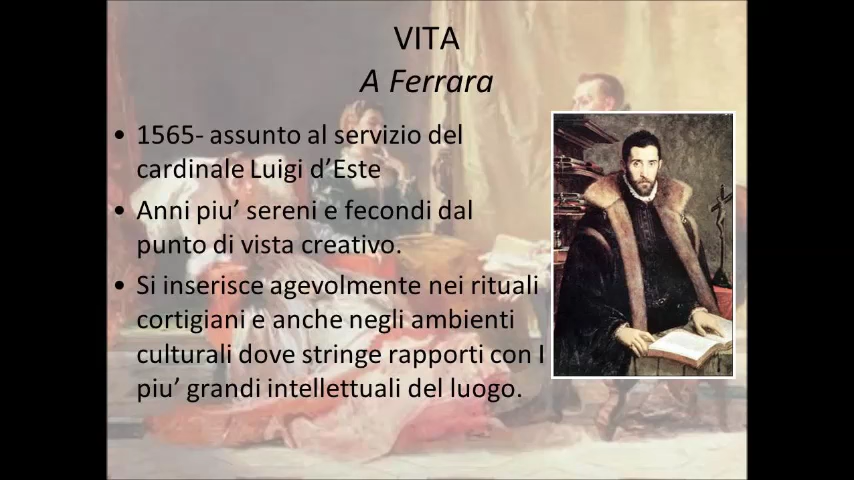 VITA
A Ferrara
• 1565- assunto al servizio del
cardinale Luigi d’Este
• Anni piu’ sereni e fecondi dal
punto di vista creativo.
• Si inserisce agevolmente nei rituali
cortigiani e anche negli ambienti
culturali dove stringe rapporti con I
piu’ grandi intellettuali del luogo.